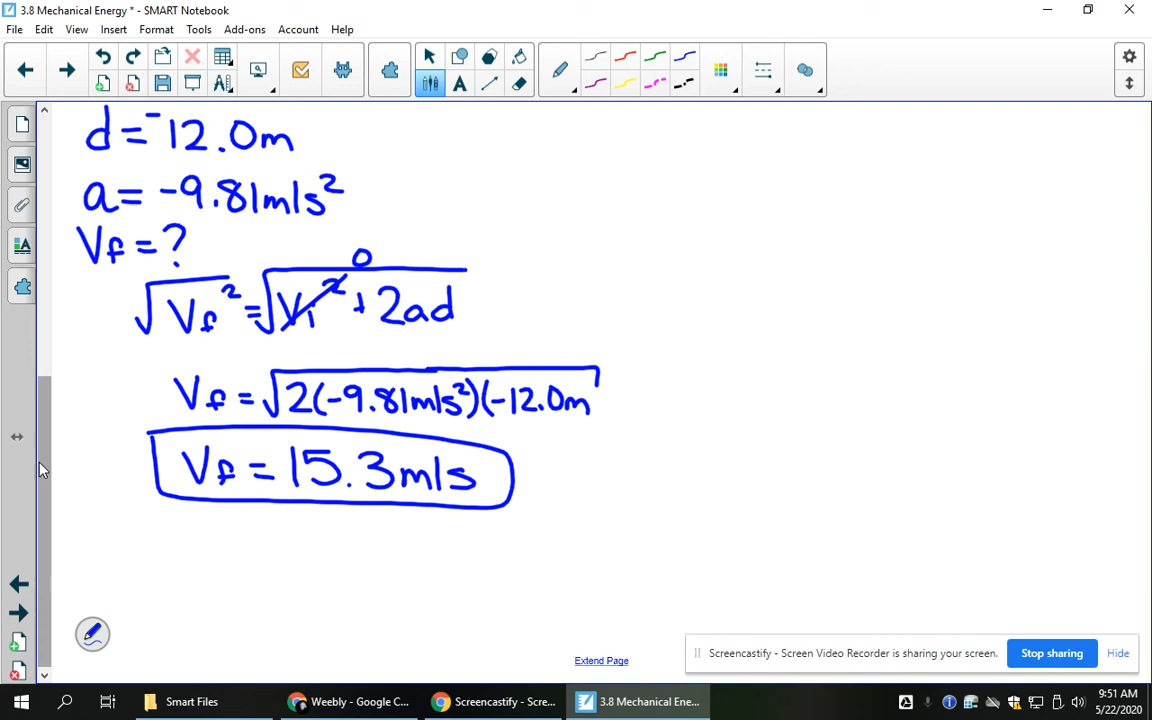 3.8 Mechanical Energy * - SMART Notebook
File Edit View Insert Format Tools Add-ons Account Help
d = -12.0m
a = -9.81m/s²
Vf = ?
0
√Vf² = √Vi² + 2ad
Vf = √2(-9.81m/s²)(-12.0m
Vf = 15.3m/s
Extend Page
Screencastify - Screen Video Recorder is sharing your screen. Stop sharing Hide
Smart Files Weebly - Google C... Screencastify - Scre... 3.8 Mechanical Ene... 9:51 AM
5/22/2020